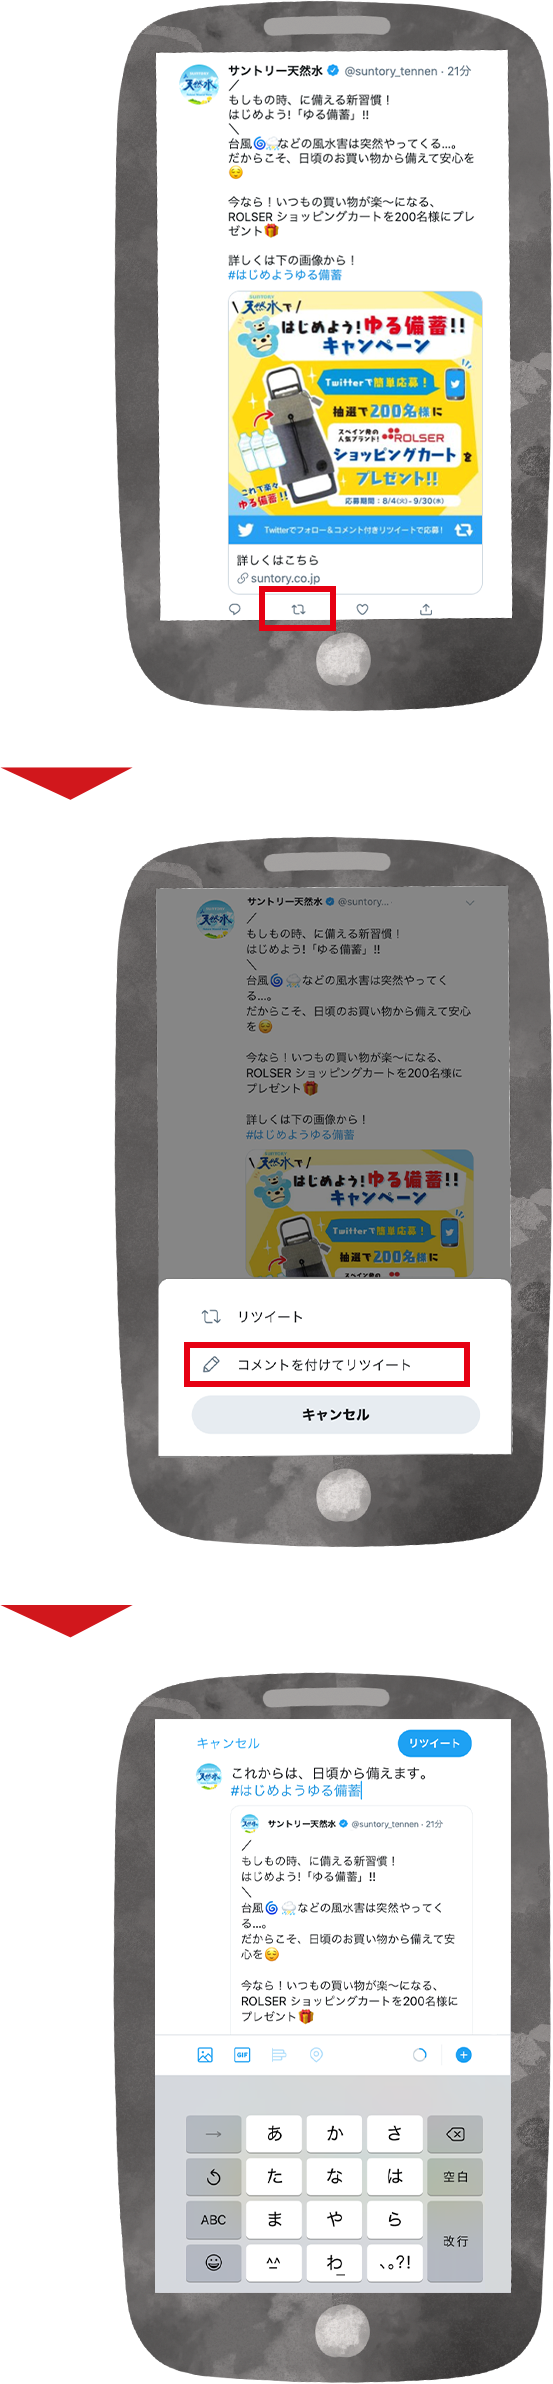 サントリー天然水 @suntory_tennen · 21分
／
もしもの時、に備える新習慣！
はじめよう!「ゆる備蓄」!!
＼
台風🌀🌧などの風水害は突然やってくる...。
だからこそ、日頃のお買い物から備えて安心を
😌
今なら！いつもの買い物が楽〜になる、
ROLSER ショッピングカートを200名様にプレ
ゼント🎁
詳しくは下の画像から！
#はじめようゆる備蓄
SUNTORY
天然水で
はじめよう!ゆる備蓄!!
キャンペーン
Twitterで簡単応募！
抽選で200名様に
スペイン発の
人気ブランド!
ROLSER
ショッピングカートを
プレゼント!!
これで楽々
ゆる備蓄!!
応募期間：8/4(火)~9/30(水)
Twitterでフォロー＆コメント付きリツイートで応募！
詳しくはこちら
suntory.co.jp
サントリー天然水 @suntory...
／
もしもの時、に備える新習慣！
はじめよう!「ゆる備蓄」!!
＼
台風🌀🌧などの風水害は突然やってく
る...。
だからこそ、日頃のお買い物から備えて安心
を😌
今なら！いつもの買い物が楽〜になる、
ROLSER ショッピングカートを200名様に
プレゼント🎁
詳しくは下の画像から！
#はじめようゆる備蓄
天然水で
はじめよう!ゆる備蓄!!
キャンペーン
Twitterで簡単応募！
抽選で200名様に
スペイン発の
リツイート
コメントを付けてリツイート
キャンセル
キャンセル
リツイート
これからは、日頃から備えます。
#はじめようゆる備蓄
サントリー天然水 @suntory_tennen · 21分
／
もしもの時、に備える新習慣！
はじめよう!「ゆる備蓄」!!
＼
台風🌀🌧などの風水害は突然やってく
る...。
だからこそ、日頃のお買い物から備えて安
心を😌
今なら！いつもの買い物が楽〜になる、
ROLSER ショッピングカートを200名様に
プレゼント🎁
GIF
→ あ か さ
た な は 空白
ABC ま や ら
改行
^^ わ_ 、。?!